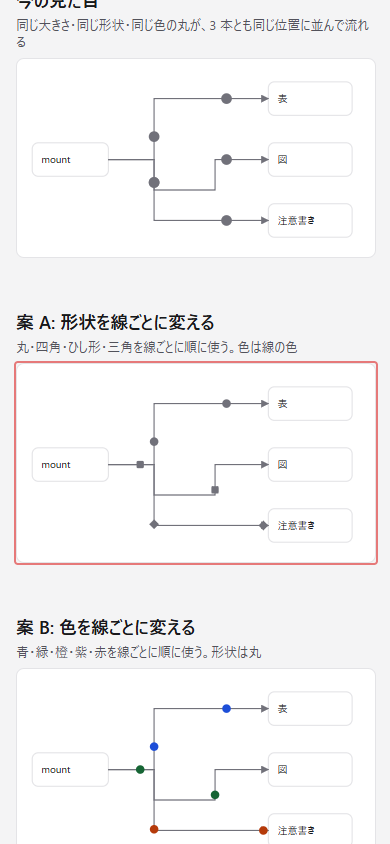 今の見た目
同じ大きさ・同じ形状・同じ色の丸が、3 本とも同じ位置に並んで流れ
る
表
mount
図
注意書き
案 A: 形状を線ごとに変える
丸・四角・ひし形・三角を線ごとに順に使う。色は線の色
表
mount
図
注意書き
案 B: 色を線ごとに変える
青・緑・橙・紫・赤を線ごとに順に使う。形状は丸
表
mount
図
注意書き